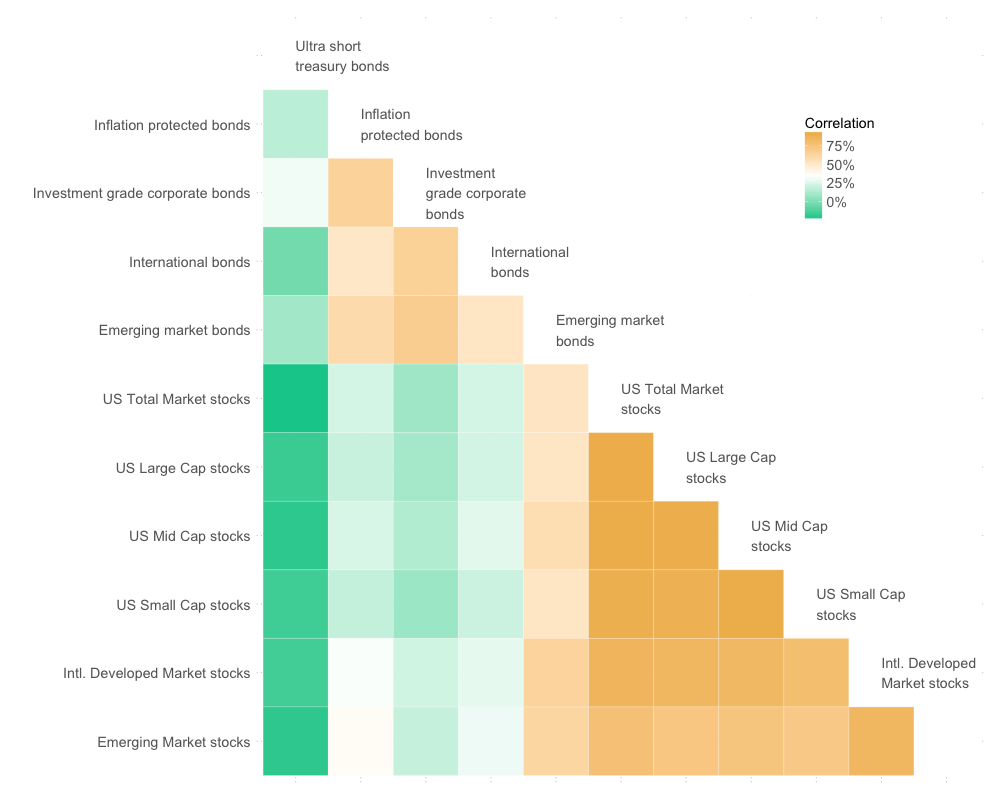 Ultra short
treasury bonds
Inflation protected bonds
Inflation
protected bonds
Correlation
75%
50%
25%
0%
Investment grade corporate bonds
Investment
grade corporate
bonds
International bonds
International
bonds
Emerging market bonds
Emerging market
bonds
US Total Market stocks
US Total Market
stocks
US Large Cap stocks
US Large Cap
stocks
US Mid Cap stocks
US Mid Cap
stocks
US Small Cap stocks
US Small Cap
stocks
Intl. Developed Market stocks
Intl. Developed
Market stocks
Emerging Market stocks